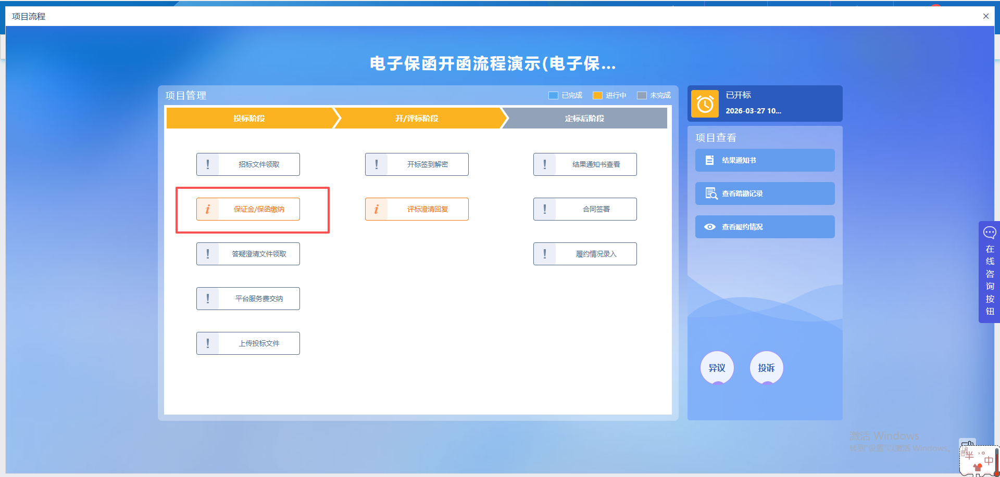 项目流程
电子保函开函流程演示(电子保...
项目管理
已完成
进行中
未完成
投标阶段
开/评标阶段
定标后阶段
招标文件领取
开标签到解密
结果通知书查看
保证金/保函缴纳
评标澄清回复
合同签署
答疑澄清文件领取
履约情况录入
平台服务费交纳
上传投标文件
已开标
2026-03-27 10...
项目查看
结果通知书
查看踏勘记录
查看履约情况
异议
投诉
在线咨询按钮
激活 Windows
转到"设置"以激活 Windows。
半
中